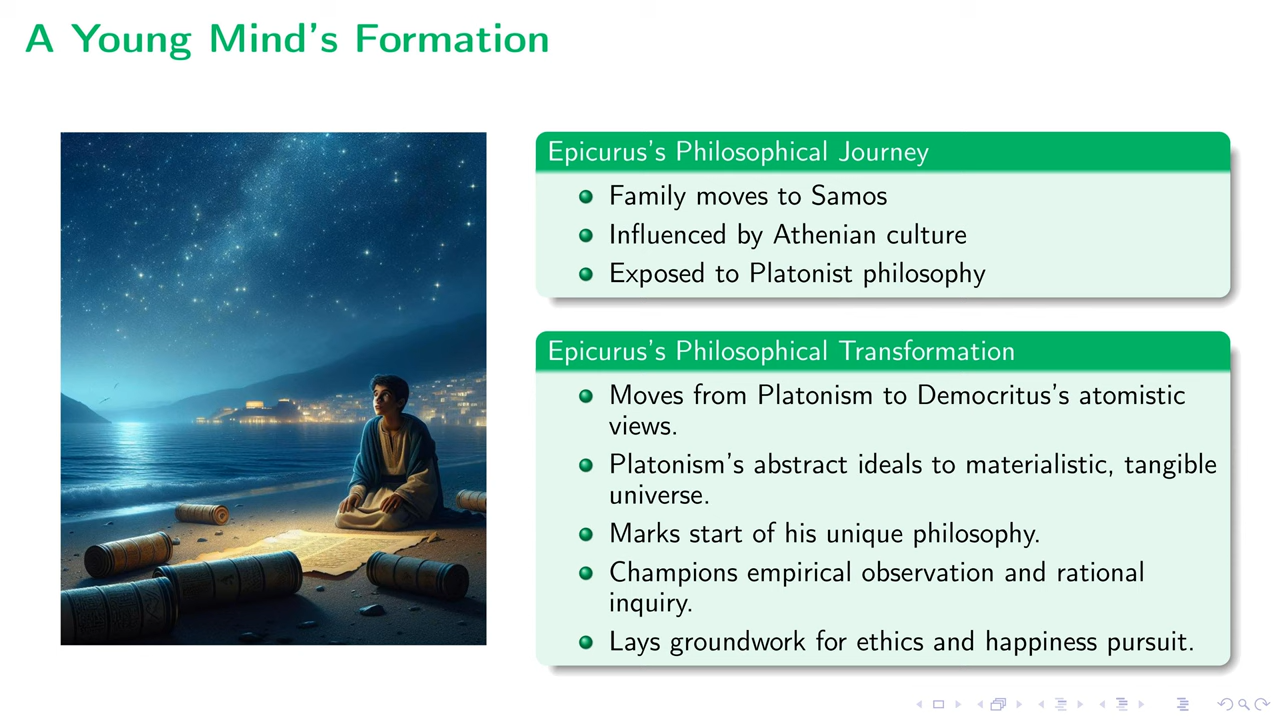 A Young Mind's Formation
Epicurus's Philosophical Journey
Family moves to Samos
Influenced by Athenian culture
Exposed to Platonist philosophy
Epicurus's Philosophical Transformation
Moves from Platonism to Democritus's atomistic
views.
Platonism's abstract ideals to materialistic, tangible
universe.
Marks start of his unique philosophy.
Champions empirical observation and rational
inquiry.
Lays groundwork for ethics and happiness pursuit.